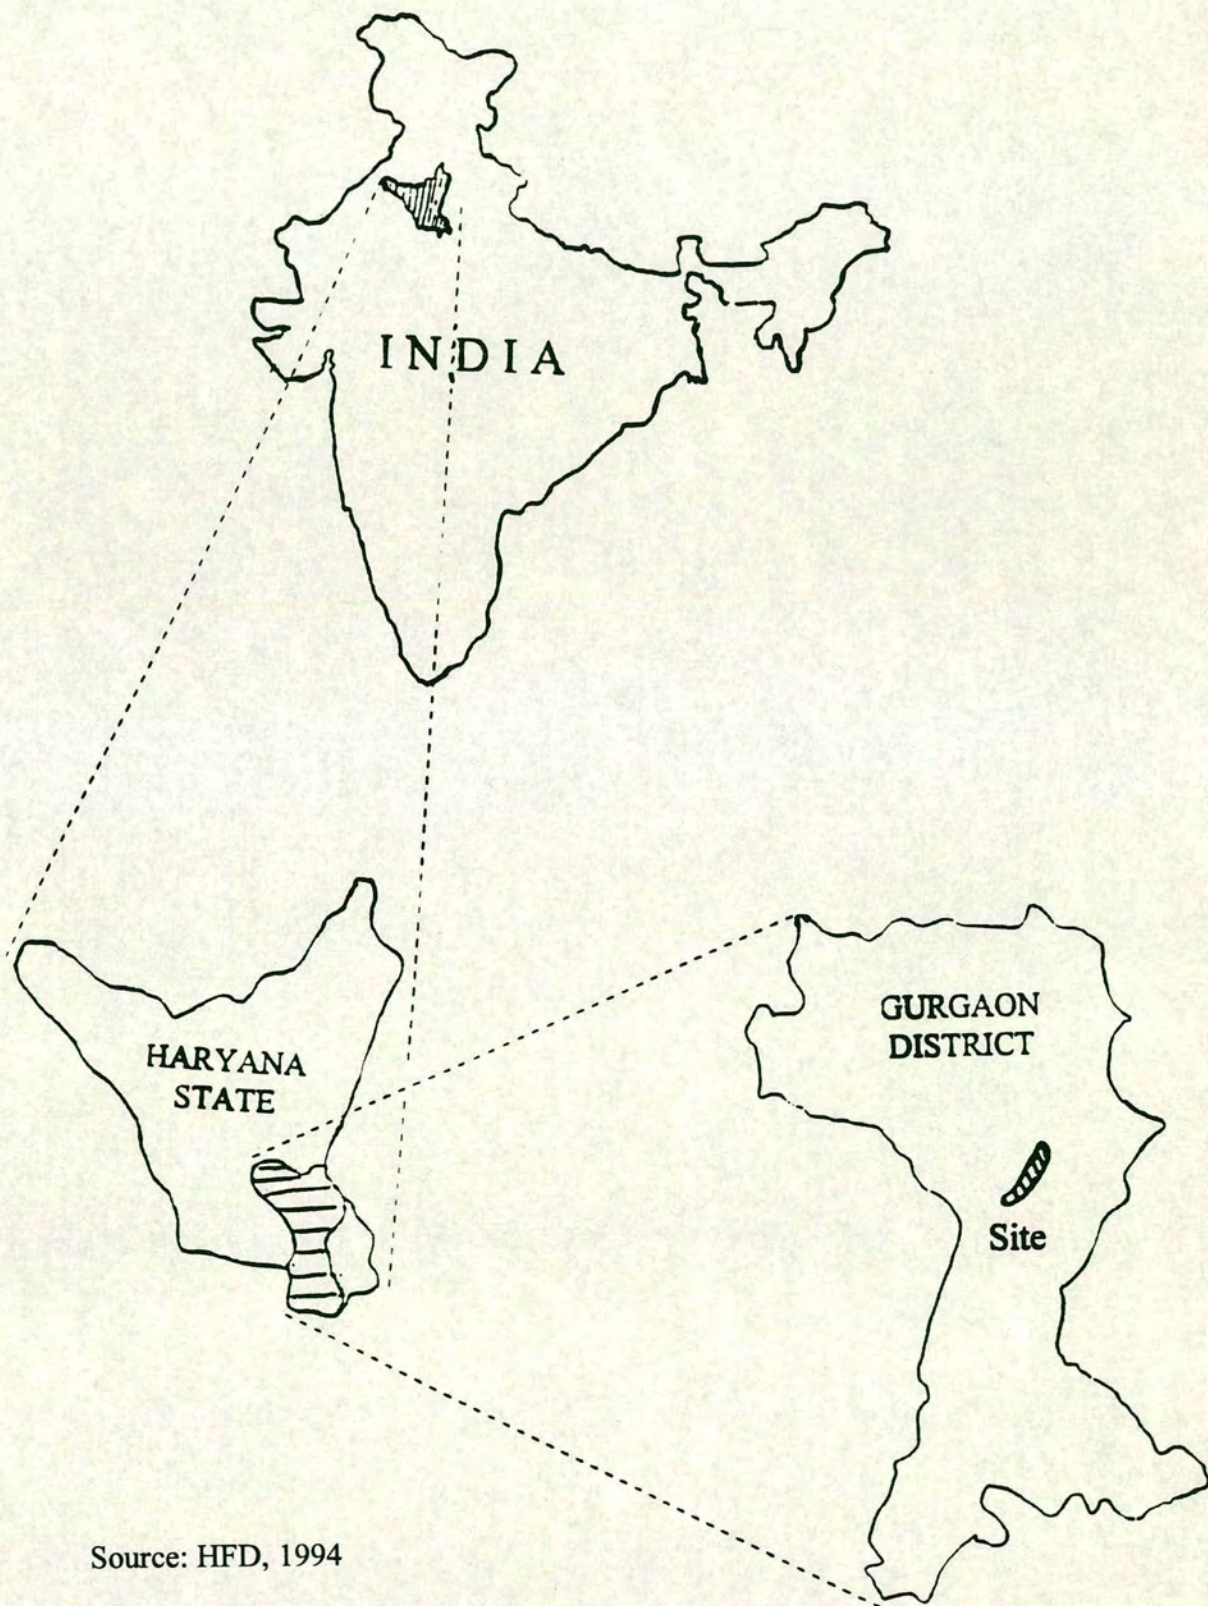 INDIA
HARYANA
STATE
GURGAON
DISTRICT
Site
Source: HFD, 1994